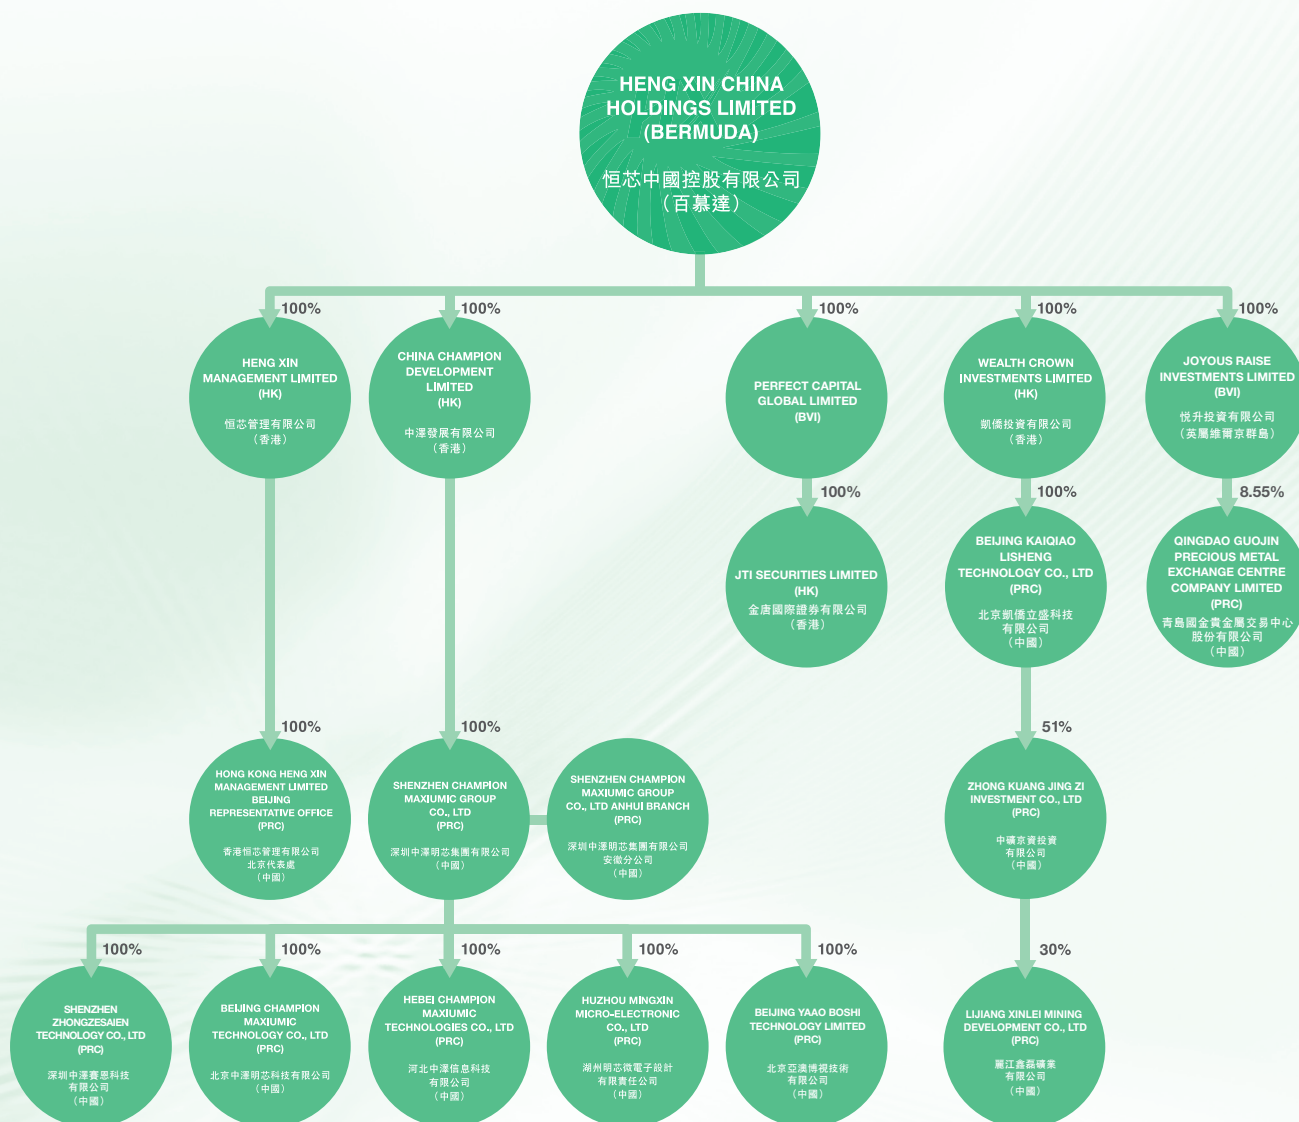 HENG XIN CHINA
HOLDINGS LIMITED
(BERMUDA)
恒芯中國控股有限公司
（百慕達）
100%
100%
100%
100%
100%
HENG XIN
MANAGEMENT LIMITED
(HK)
恒芯管理有限公司
（香港）
CHINA CHAMPION
DEVELOPMENT
LIMITED
(HK)
中澤發展有限公司
（香港）
PERFECT CAPITAL
GLOBAL LIMITED
(BVI)
WEALTH CROWN
INVESTMENTS LIMITED
(HK)
凱僑投資有限公司
（香港）
JOYOUS RAISE
INVESTMENTS LIMITED
(BVI)
悦升投資有限公司
（英屬維爾京群島）
100%
100%
8.55%
JTI SECURITIES LIMITED
(HK)
金唐國際證券有限公司
（香港）
BEIJING KAIQIAO
LISHENG
TECHNOLOGY CO., LTD
(PRC)
北京凱僑立盛科技
有限公司
（中國）
QINGDAO GUOJIN
PRECIOUS METAL
EXCHANGE CENTRE
COMPANY LIMITED
(PRC)
青島國金貴金屬交易中心
股份有限公司
（中國）
100%
100%
51%
HONG KONG HENG XIN
MANAGEMENT LIMITED
BEIJING
REPRESENTATIVE OFFICE
(PRC)
香港恒芯管理有限公司
北京代表處
（中國）
SHENZHEN CHAMPION
MAXIUMIC GROUP
CO., LTD
(PRC)
深圳中澤明芯集團有限公司
（中國）
SHENZHEN CHAMPION
MAXIUMIC GROUP
CO., LTD ANHUI BRANCH
(PRC)
深圳中澤明芯集團有限公司
安徽分公司
（中國）
ZHONG KUANG JING ZI
INVESTMENT CO., LTD
(PRC)
中礦京資投資
有限公司
（中國）
100%
100%
100%
100%
100%
30%
SHENZHEN
ZHONGZESAIEN
TECHNOLOGY CO., LTD
(PRC)
深圳中澤賽恩科技
有限公司
（中國）
BEIJING CHAMPION
MAXIUMIC
TECHNOLOGY CO., LTD
(PRC)
北京中澤明芯科技有限公司
（中國）
HEBEI CHAMPION
MAXIUMIC
TECHNOLOGIES CO., LTD
(PRC)
河北中澤信息科技
有限公司
（中國）
HUZHOU MINGXIN
MICRO-ELECTRONIC
CO., LTD
(PRC)
湖州明芯微電子設計
有限責任公司
（中國）
BEIJING YAAO BOSHI
TECHNOLOGY LIMITED
(PRC)
北京亞澳博視技術
有限公司
（中國）
LIJIANG XINLEI MINING
DEVELOPMENT CO., LTD
(PRC)
麗江鑫磊礦業
有限公司
（中國）